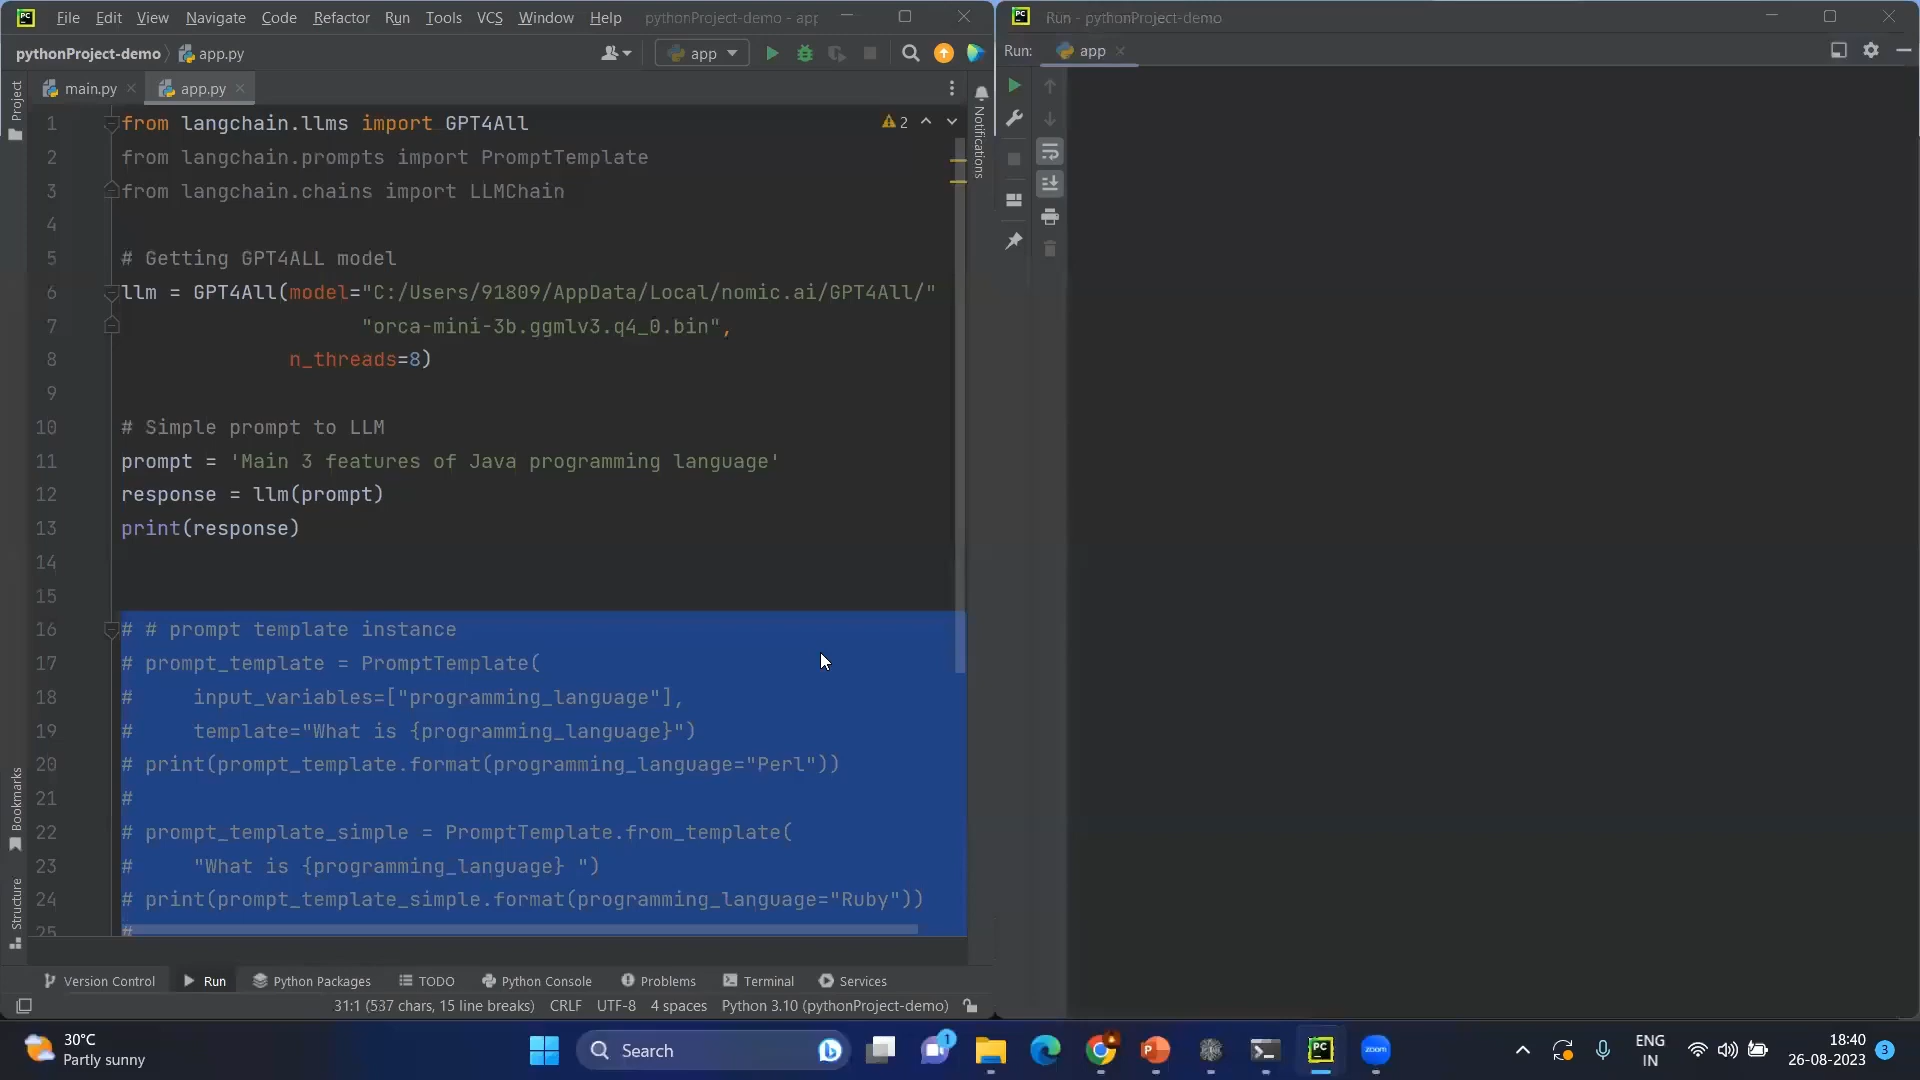 File Edit View Navigate Code Refactor Run Tools VCS Window Help pythonProject-demo - app
Run - pythonProject-demo
pythonProject-demo app.py
app
Run: app
main.py app.py
Project
Notifications
1 from langchain.llms import GPT4All
2
2 from langchain.prompts import PromptTemplate
3 from langchain.chains import LLMChain
4
5 # Getting GPT4ALL model
6 llm = GPT4All(model="C:/Users/91809/AppData/Local/nomic.ai/GPT4All/"
7 "orca-mini-3b.ggmlv3.q4_0.bin",
8 n_threads=8)
9
10 # Simple prompt to LLM
11 prompt = 'Main 3 features of Java programming language'
12 response = llm(prompt)
13 print(response)
14
15
16 # # prompt template instance
17 # prompt_template = PromptTemplate(
18 # input_variables=["programming_language"],
19 # template="What is {programming_language}")
20 # print(prompt_template.format(programming_language="Perl"))
21 #
22 # prompt_template_simple = PromptTemplate.from_template(
23 # "What is {programming_language} ")
24 # print(prompt_template_simple.format(programming_language="Ruby"))
25 #
Bookmarks
Structure
Version Control Run Python Packages TODO Python Console Problems Terminal Services
31:1 (537 chars, 15 line breaks) CRLF UTF-8 4 spaces Python 3.10 (pythonProject-demo)
30°C
Partly sunny
Search
1
zoom
ENG
IN
18:40
26-08-2023
3